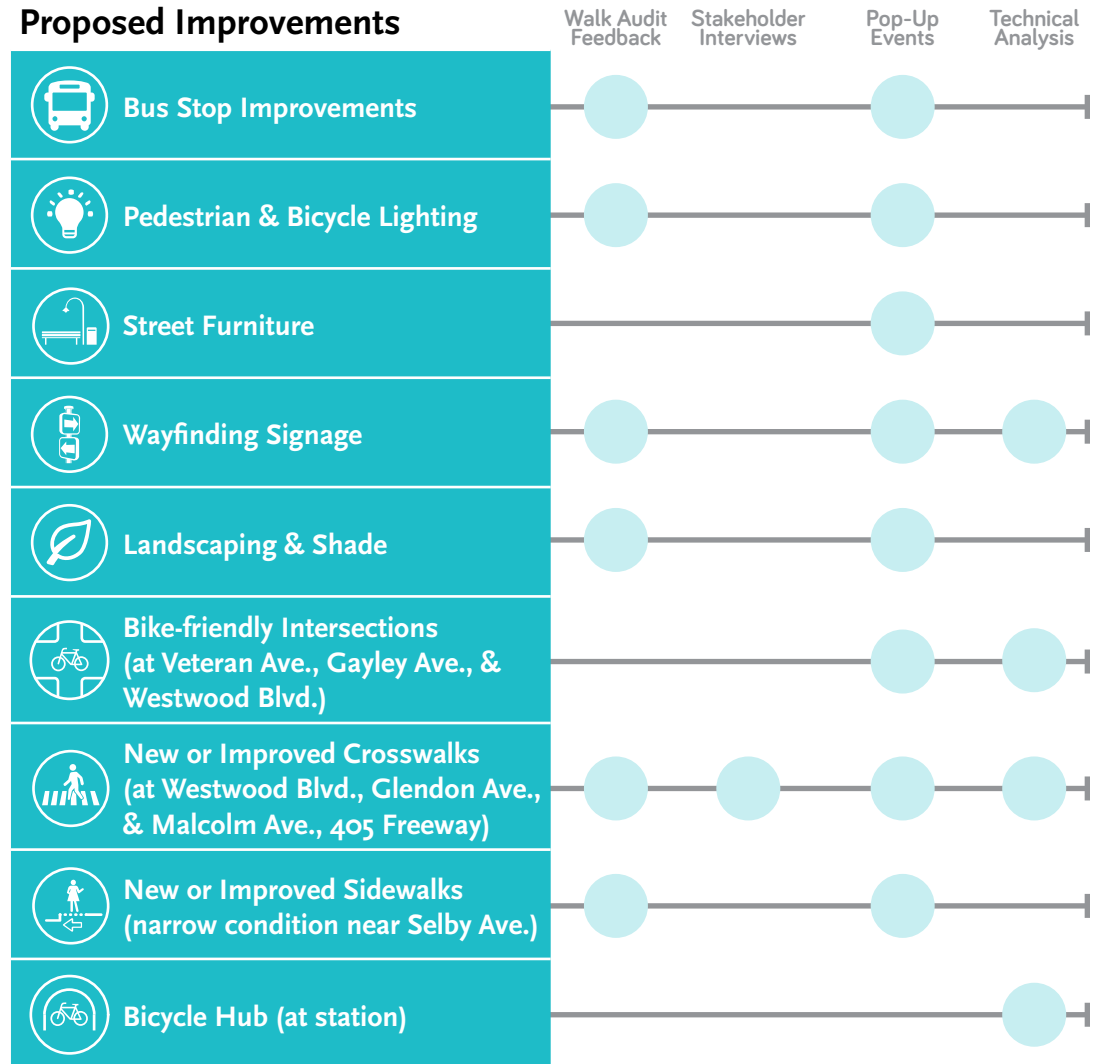 Proposed Improvements
Walk Audit
Feedback
Stakeholder
Interviews
Pop-Up
Events
Technical
Analysis
Bus Stop Improvements
Pedestrian & Bicycle Lighting
Street Furniture
Wayfinding Signage
Landscaping & Shade
Bike-friendly Intersections
(at Veteran Ave., Gayley Ave., &
Westwood Blvd.)
New or Improved Crosswalks
(at Westwood Blvd., Glendon Ave.,
& Malcolm Ave., 405 Freeway)
New or Improved Sidewalks
(narrow condition near Selby Ave.)
Bicycle Hub (at station)